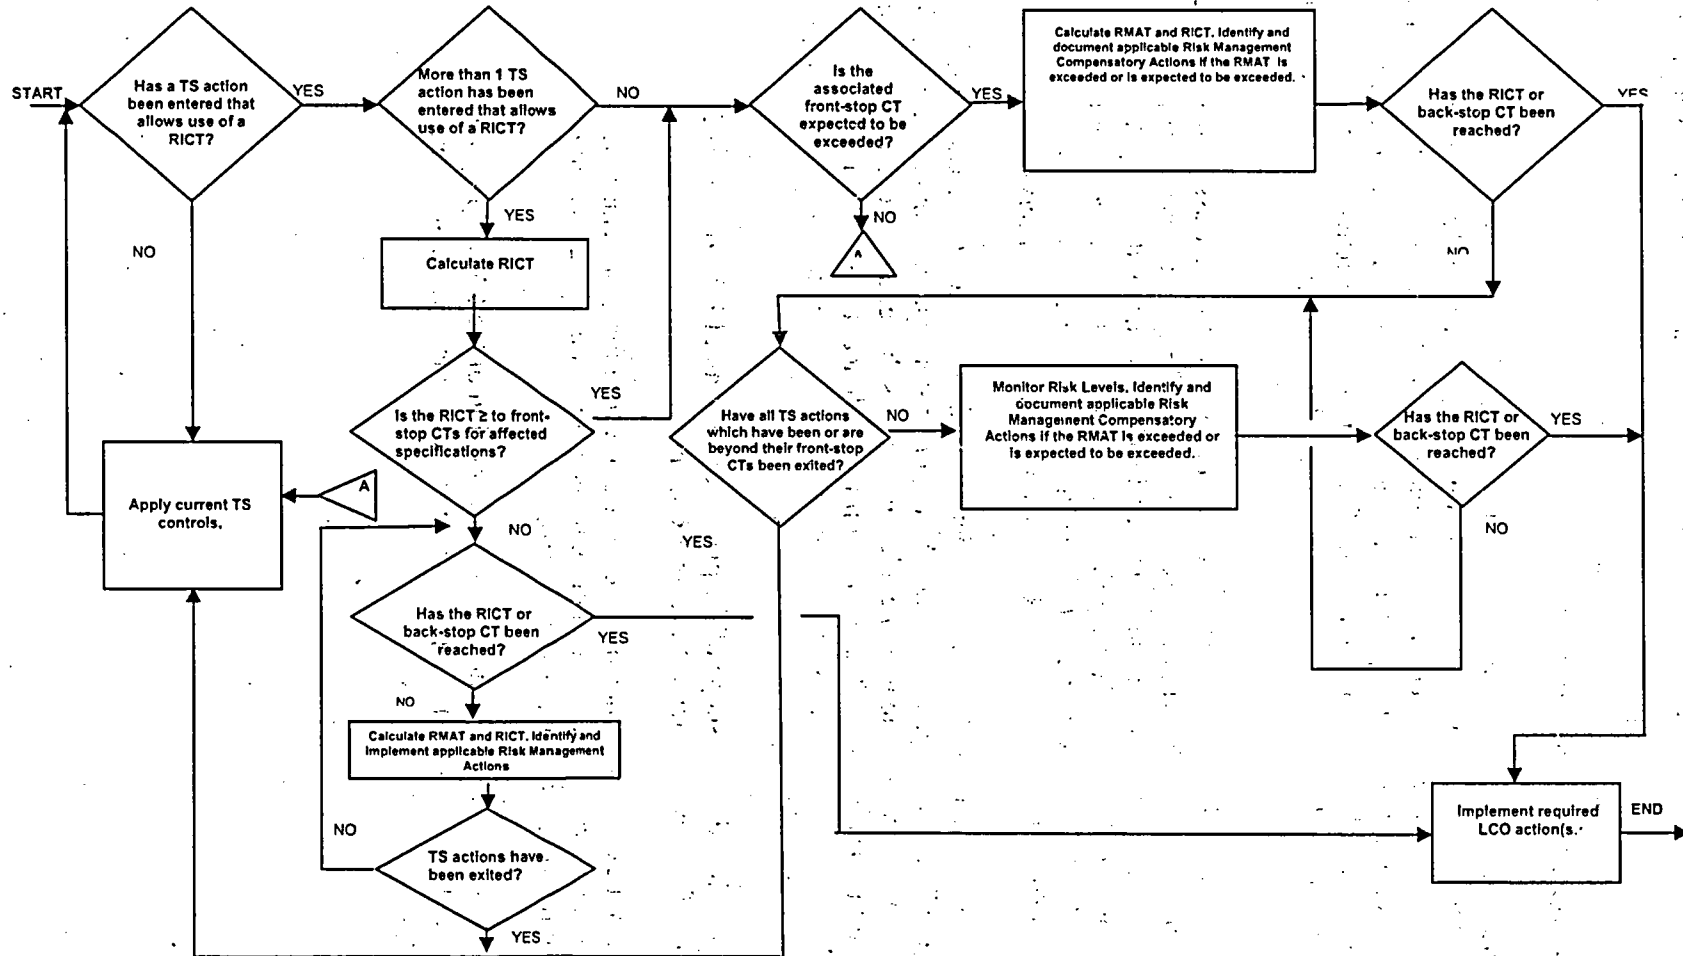 START
Has a TS action
been entered that
allows use of a
RICT?
YES
NO
More than 1 TS
action has been
entered that allows
use of a RICT?
NO
YES
Calculate RICT
Is the RICT ≥ to front-
stop CTs for affected
specifications?
YES
NO
Has the RICT or
back-stop CT been
reached?
YES
NO
Calculate RMAT and RICT. Identify and
Implement applicable Risk Management
Actions
TS actions have
been exited?
NO
YES
Apply current TS
controls.
A
Is the
associated
front-stop CT
expected to be
exceeded?
YES
NO
A
Calculate RMAT and RICT. Identify and
document applicable Risk Management
Compensatory Actions if the RMAT is
exceeded or is expected to be exceeded.
Has the RICT or
back-stop CT been
reached?
YES
NO
Have all TS actions
which have been or are
beyond their front-stop
CTs been exited?
NO
YES
Monitor Risk Levels. Identify and
document applicable Risk
Management Compensatory
Actions if the RMAT is exceeded or
is expected to be exceeded.
Has the RICT or
back-stop CT been
reached?
YES
NO
Implement required
LCO action(s.
END